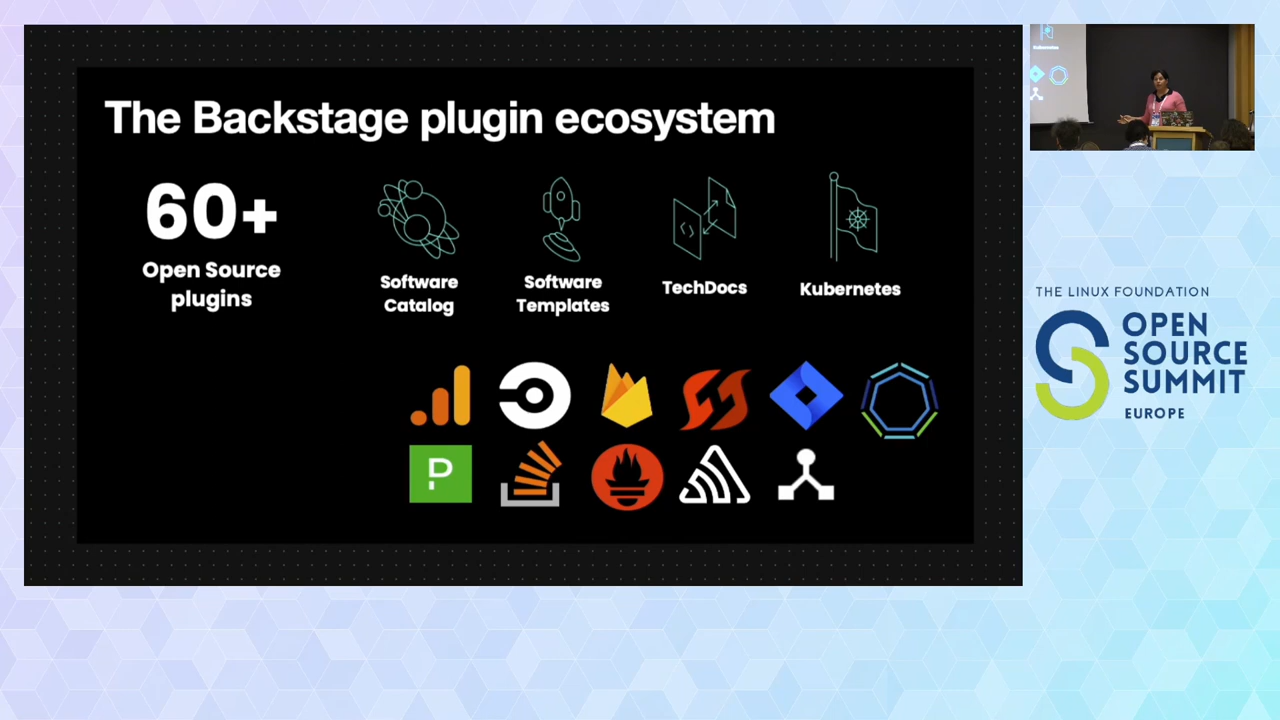 The Backstage plugin ecosystem
60+
Open Source
plugins
Software
Catalog
Software
Templates
TechDocs
Kubernetes
P
THE LINUX FOUNDATION
OPEN
SOURCE
SUMMIT
EUROPE